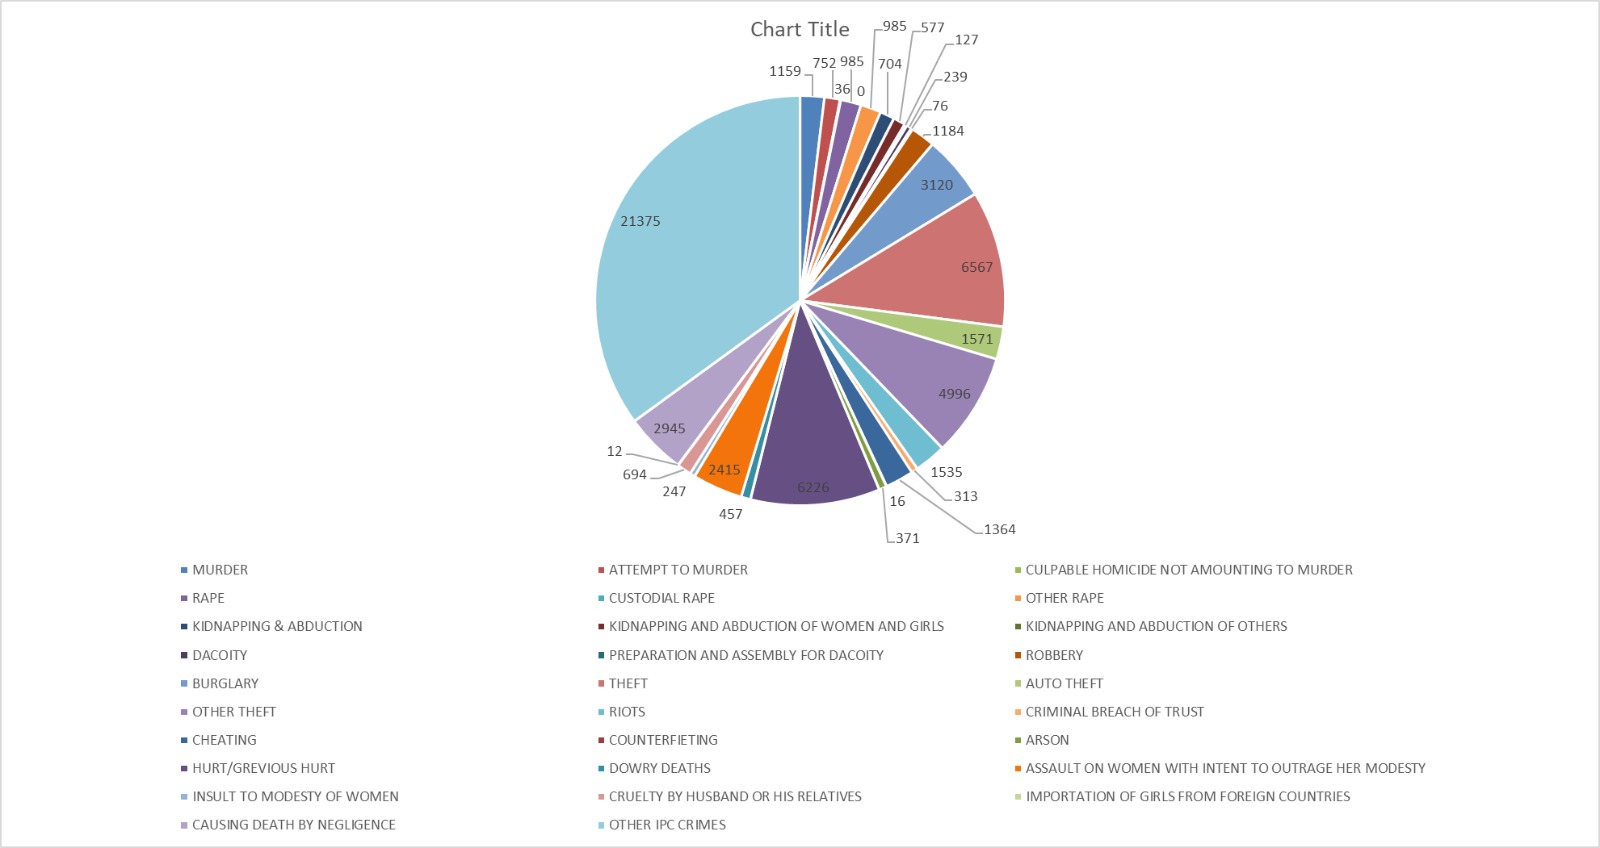 Chart Title
1159
752
36
985
0
985
704
577
127
239
76
1184
3120
6567
1571
4996
1535
313
1364
16
371
6226
457
2415
247
694
12
2945
21375
MURDER
ATTEMPT TO MURDER
CULPABLE HOMICIDE NOT AMOUNTING TO MURDER
RAPE
CUSTODIAL RAPE
OTHER RAPE
KIDNAPPING & ABDUCTION
KIDNAPPING AND ABDUCTION OF WOMEN AND GIRLS
KIDNAPPING AND ABDUCTION OF OTHERS
DACOITY
PREPARATION AND ASSEMBLY FOR DACOITY
ROBBERY
BURGLARY
THEFT
AUTO THEFT
OTHER THEFT
RIOTS
CRIMINAL BREACH OF TRUST
CHEATING
COUNTERFIETING
ARSON
HURT/GREVIOUS HURT
DOWRY DEATHS
ASSAULT ON WOMEN WITH INTENT TO OUTRAGE HER MODESTY
INSULT TO MODESTY OF WOMEN
CRUELTY BY HUSBAND OR HIS RELATIVES
IMPORTATION OF GIRLS FROM FOREIGN COUNTRIES
CAUSING DEATH BY NEGLIGENCE
OTHER IPC CRIMES